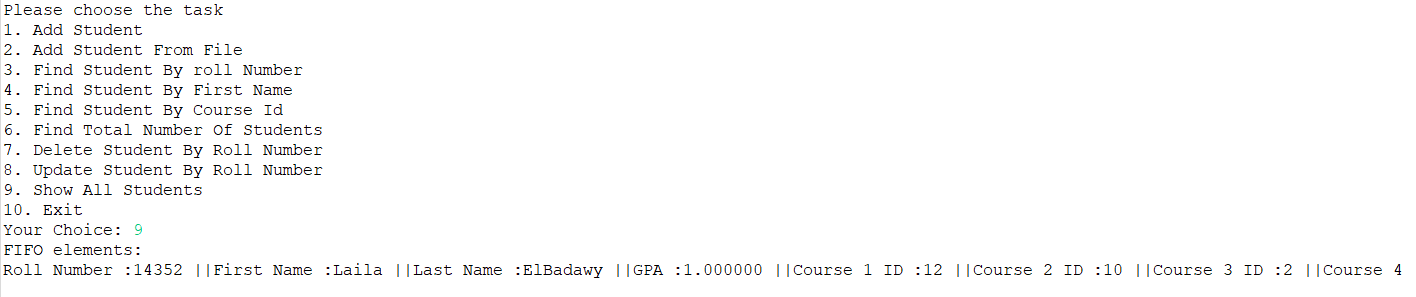 Please choose the task
1. Add Student
2. Add Student From File
3. Find Student By roll Number
4. Find Student By First Name
5. Find Student By Course Id
6. Find Total Number Of Students
7. Delete Student By Roll Number
8. Update Student By Roll Number
9. Show All Students
10. Exit
Your Choice: 9
FIFO elements:
Roll Number :14352 ||First Name :Laila ||Last Name :ElBadawy ||GPA :1.000000 ||Course 1 ID :12 ||Course 2 ID :10 ||Course 3 ID :2 ||Course 4